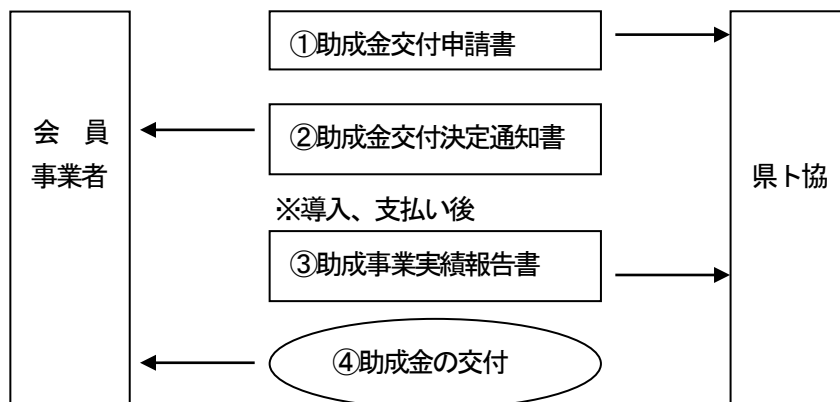 ①助成金交付申請書
会　員
事業者
②助成金交付決定通知書
県ト協
※導入、支払い後
③助成事業実績報告書
④助成金の交付